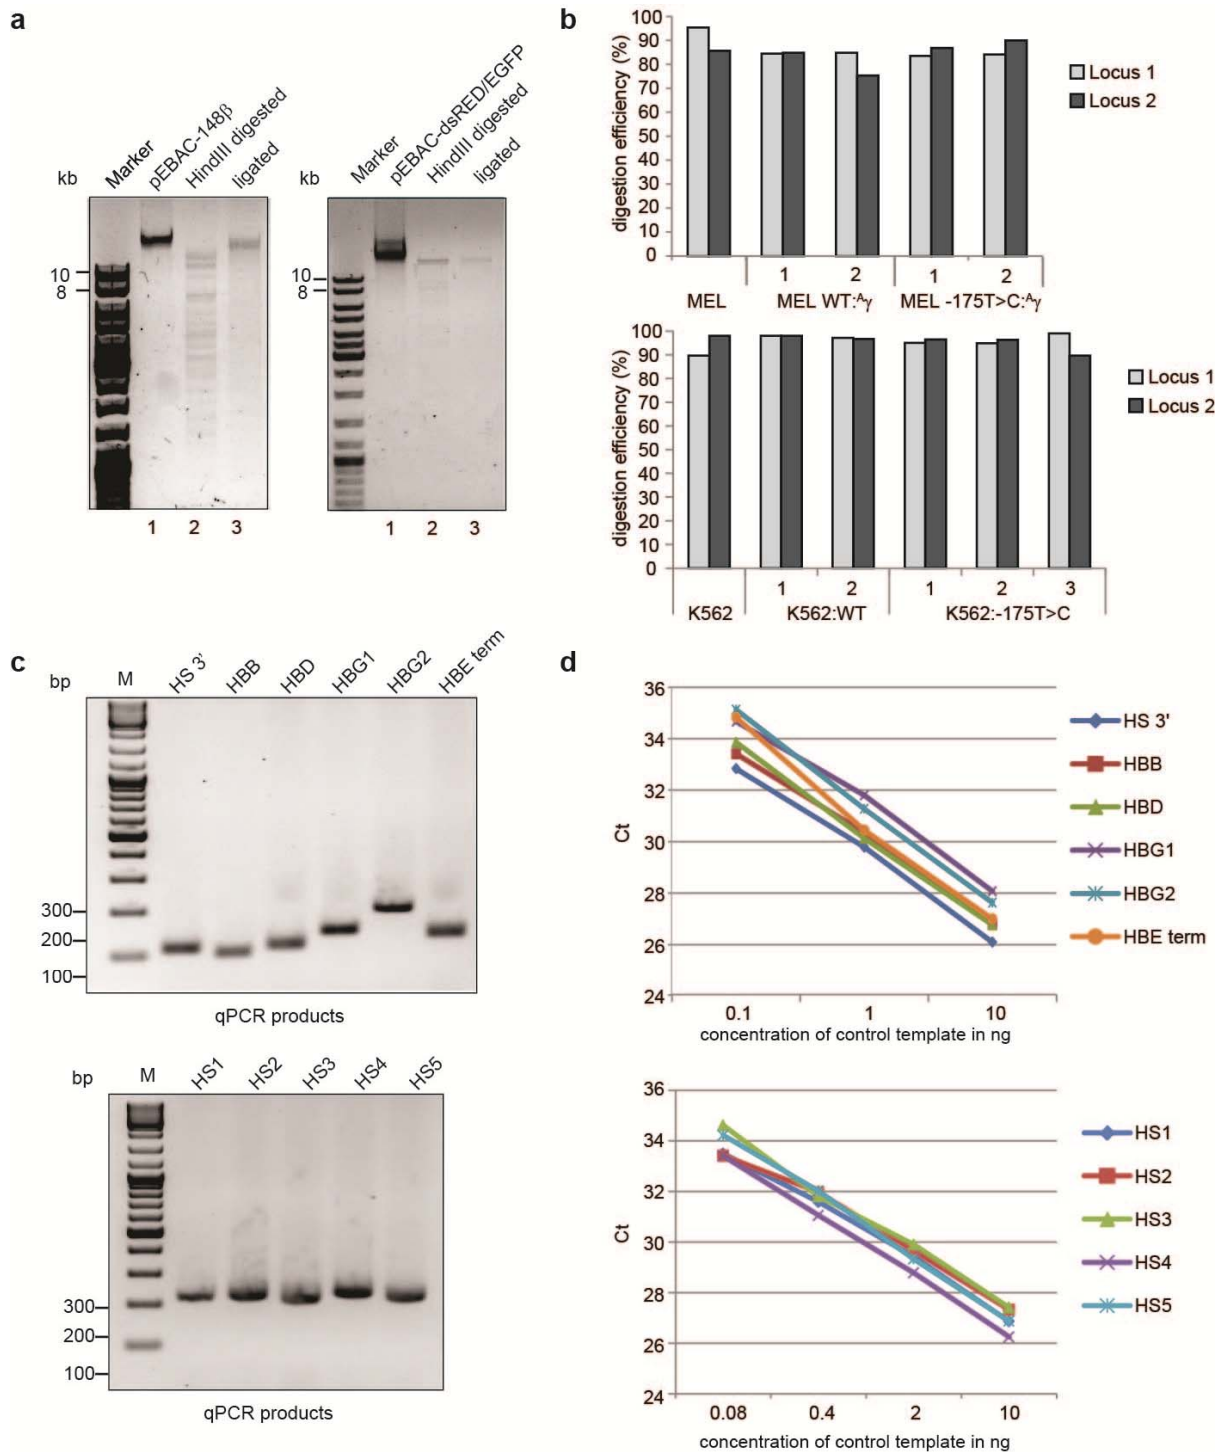 a
kb
Marker
pEBAC-148β
HindIII digested
ligated
10
8
1 2 3
kb
Marker
pEBAC-dsRED/EGFP
HindIII digested
ligated
10
8
1 2 3
b
digestion efficiency (%)
100
90
80
70
60
50
40
30
20
10
0
1 2 1 2
MEL MEL WT:ᴬγ MEL -175T>C:ᴬγ
Locus 1
Locus 2
digestion efficiency (%)
100
90
80
70
60
50
40
30
20
10
0
1 2 1 2 3
K562 K562:WT K562:-175T>C
Locus 1
Locus 2
c
bp
M
HS 3'
HBB
HBD
HBG1
HBG2
HBE term
300
200
100
qPCR products
bp
M
HS1
HS2
HS3
HS4
HS5
300
200
100
qPCR products
d
Ct
36
34
32
30
28
26
24
0.1 1 10
concentration of control template in ng
HS 3'
HBB
HBD
HBG1
HBG2
HBE term
Ct
36
34
32
30
28
26
24
0.08 0.4 2 10
concentration of control template in ng
HS1
HS2
HS3
HS4
HS5